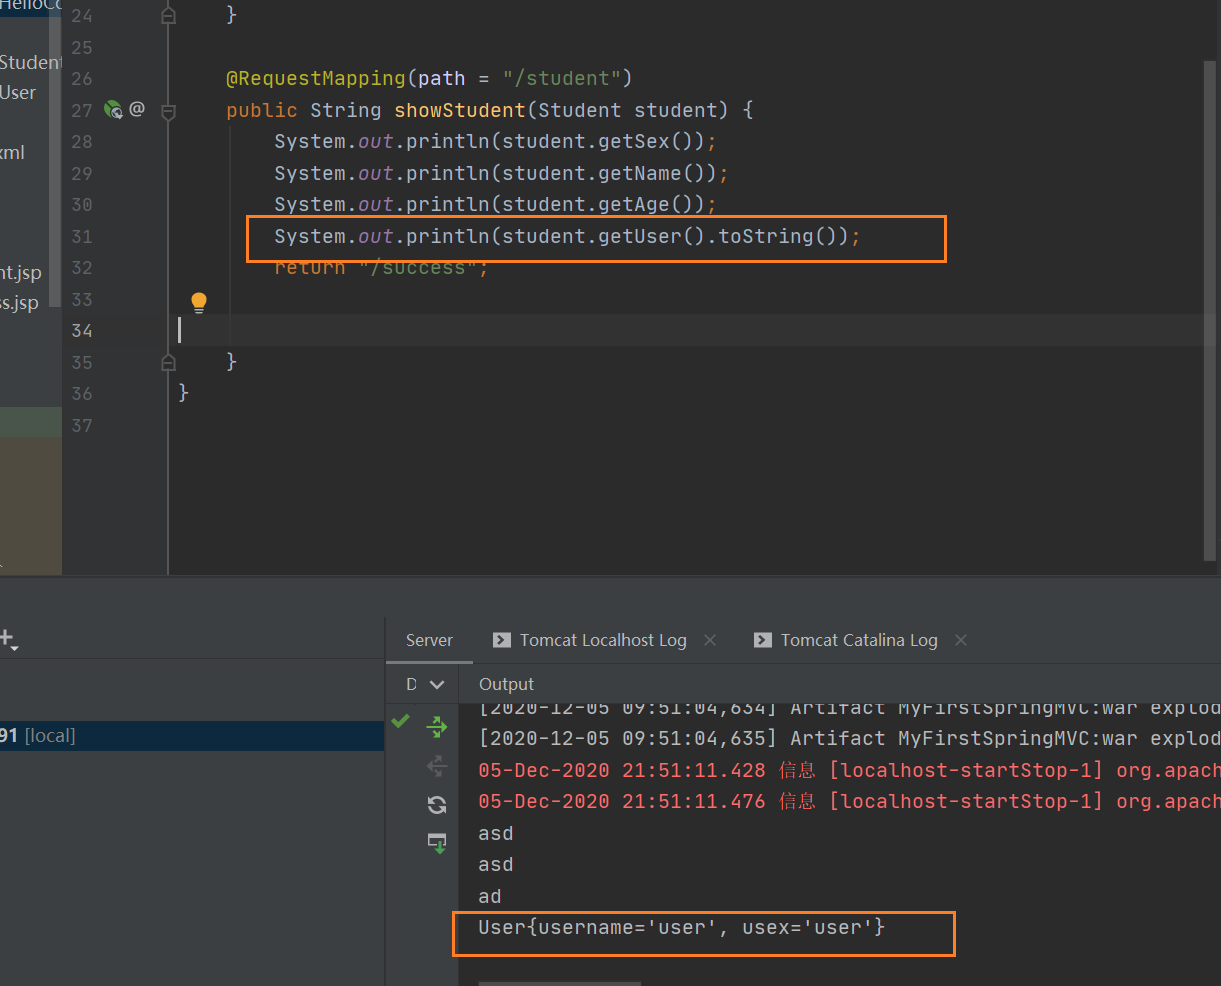 HelloCo
Student
User
xml
nt.jsp
ss.jsp
24 }
25
26 @RequestMapping(path = "/student")
27 @ public String showStudent(Student student) {
28 System.out.println(student.getSex());
29 System.out.println(student.getName());
30 System.out.println(student.getAge());
31 System.out.println(student.getUser().toString());
32 return "/success";
33
34
35 }
36 }
37
Server Tomcat Localhost Log Tomcat Catalina Log
D Output
91 [local]
[2020-12-05 09:51:04,634] Artifact MyFirstSpringMVC:war explod
[2020-12-05 09:51:04,635] Artifact MyFirstSpringMVC:war explod
05-Dec-2020 21:51:11.428 信息 [localhost-startStop-1] org.apach
05-Dec-2020 21:51:11.476 信息 [localhost-startStop-1] org.apach
asd
asd
ad
User{username='user', usex='user'}